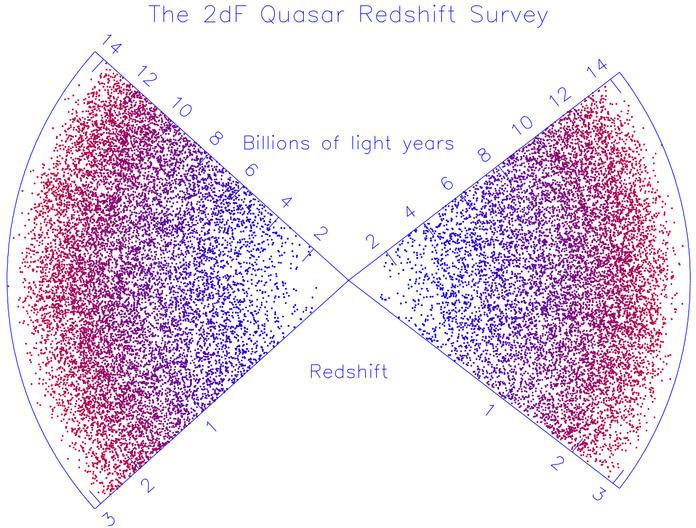 The 2dF Quasar Redshift Survey
14 12 10 8 6 4 2
2 4 6 8 10 12 14
Billions of light years
Redshift
1 2 3
1 2 3